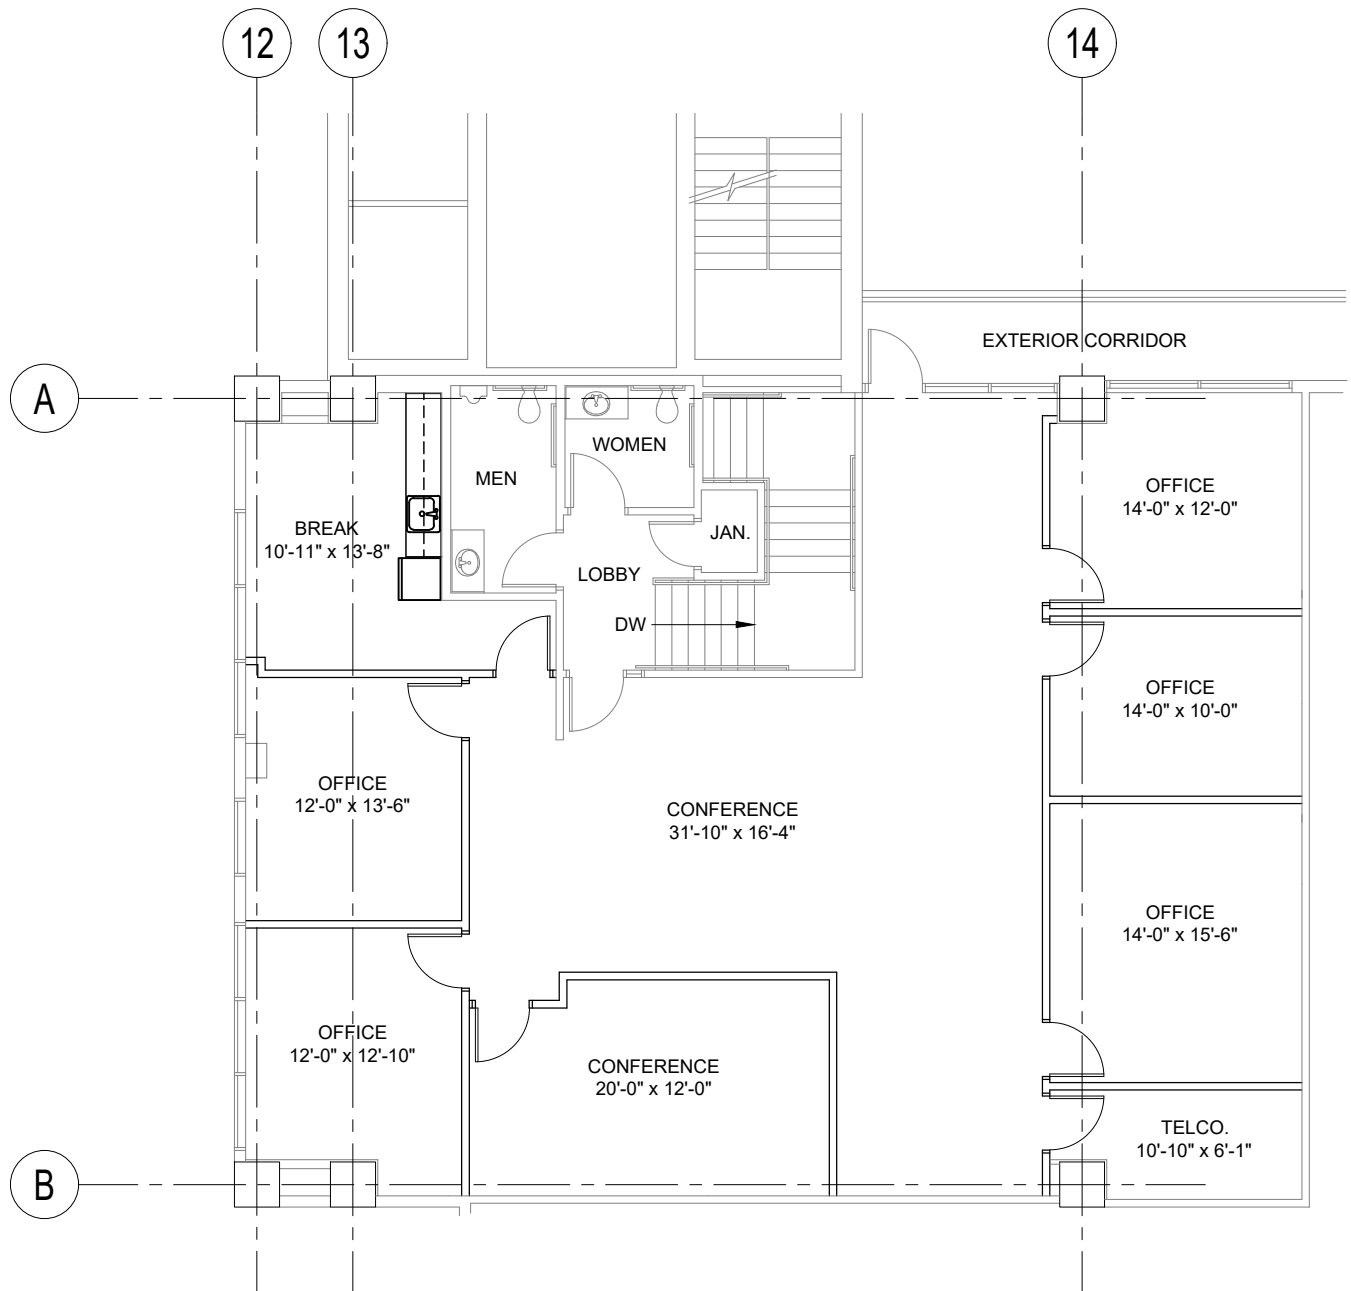 12
13
14
EXTERIOR CORRIDOR
A
WOMEN
MEN
OFFICE
14'-0" x 12'-0"
BREAK
10'-11" x 13'-8"
JAN.
LOBBY
DW
OFFICE
14'-0" x 10'-0"
OFFICE
12'-0" x 13'-6"
CONFERENCE
31'-10" x 16'-4"
OFFICE
14'-0" x 15'-6"
OFFICE
12'-0" x 12'-10"
CONFERENCE
20'-0" x 12'-0"
TELCO.
10'-10" x 6'-1"
B